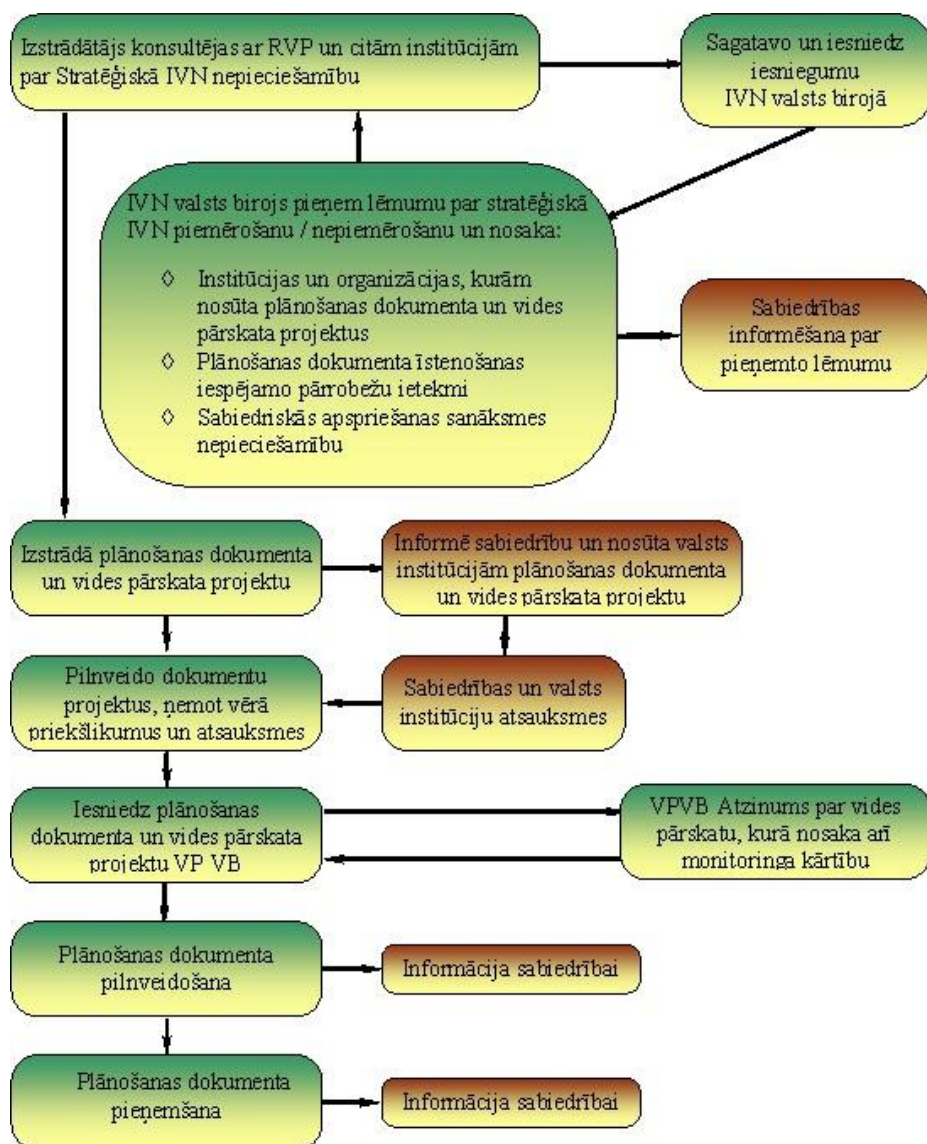 Izstrādātājs konsultējas ar RVP un citām institūcijām
par Stratēģiskā IVN nepieciešamību
Sagatavo un iesniedz
iesniegumu
IVN valsts birojā
IVN valsts birojs pieņem lēmumu par stratēģiskā
IVN piemērošanu / nepiemērošanu un nosaka:
◊ Institūcijas un organizācijas, kurām
nosūta plānošanas dokumenta un vides
pārskata projektus
◊ Plānošanas dokumenta īstenošanas
iespējamo pārrobežu ietekmi
◊ Sabiedriskās apspriešanas sanāksmes
nepieciešamību
Sabiedrības
informēšana par
pieņemto lēmumu
Izstrādā plānošanas dokumenta
un vides pārskata projektu
Informē sabiedrību un nosūta valsts
institūcijām plānošanas dokumenta
un vides pārskata projektu
Pilnveido dokumentu
projektus, ņemot vērā
priekšlikumus un atsauksmes
Sabiedrības un valsts
institūciju atsauksmes
Iesniedz plānošanas
dokumenta un vides pārskata
projektu VP VB
VPVB Atzinums par vides
pārskatu, kurā nosaka arī
monitoringa kārtību
Plānošanas dokumenta
pilnveidošana
Informācija sabiedrībai
Plānošanas dokumenta
pieņemšana
Informācija sabiedrībai